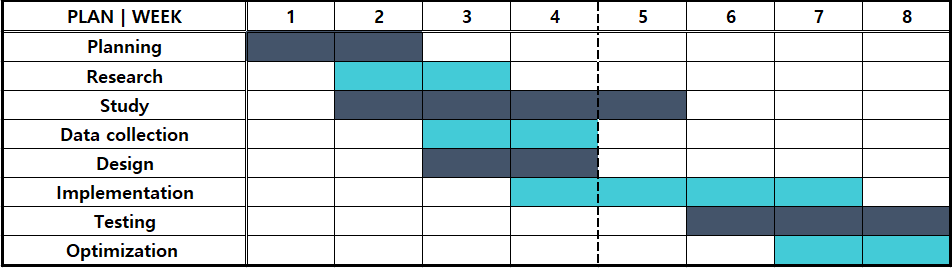 PLAN | WEEK 1 2 3 4 5 6 7 8
Planning
Research
Study
Data collection
Design
Implementation
Testing
Optimization